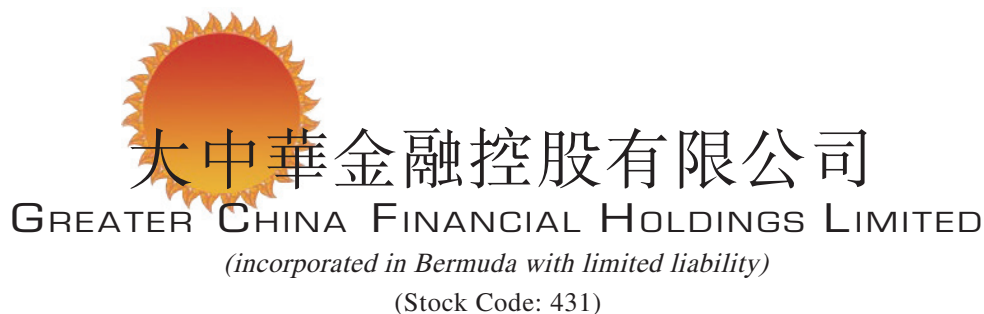 大中華金融控股有限公司
GREATER CHINA FINANCIAL HOLDINGS LIMITED
(incorporated in Bermuda with limited liability)
(Stock Code: 431)